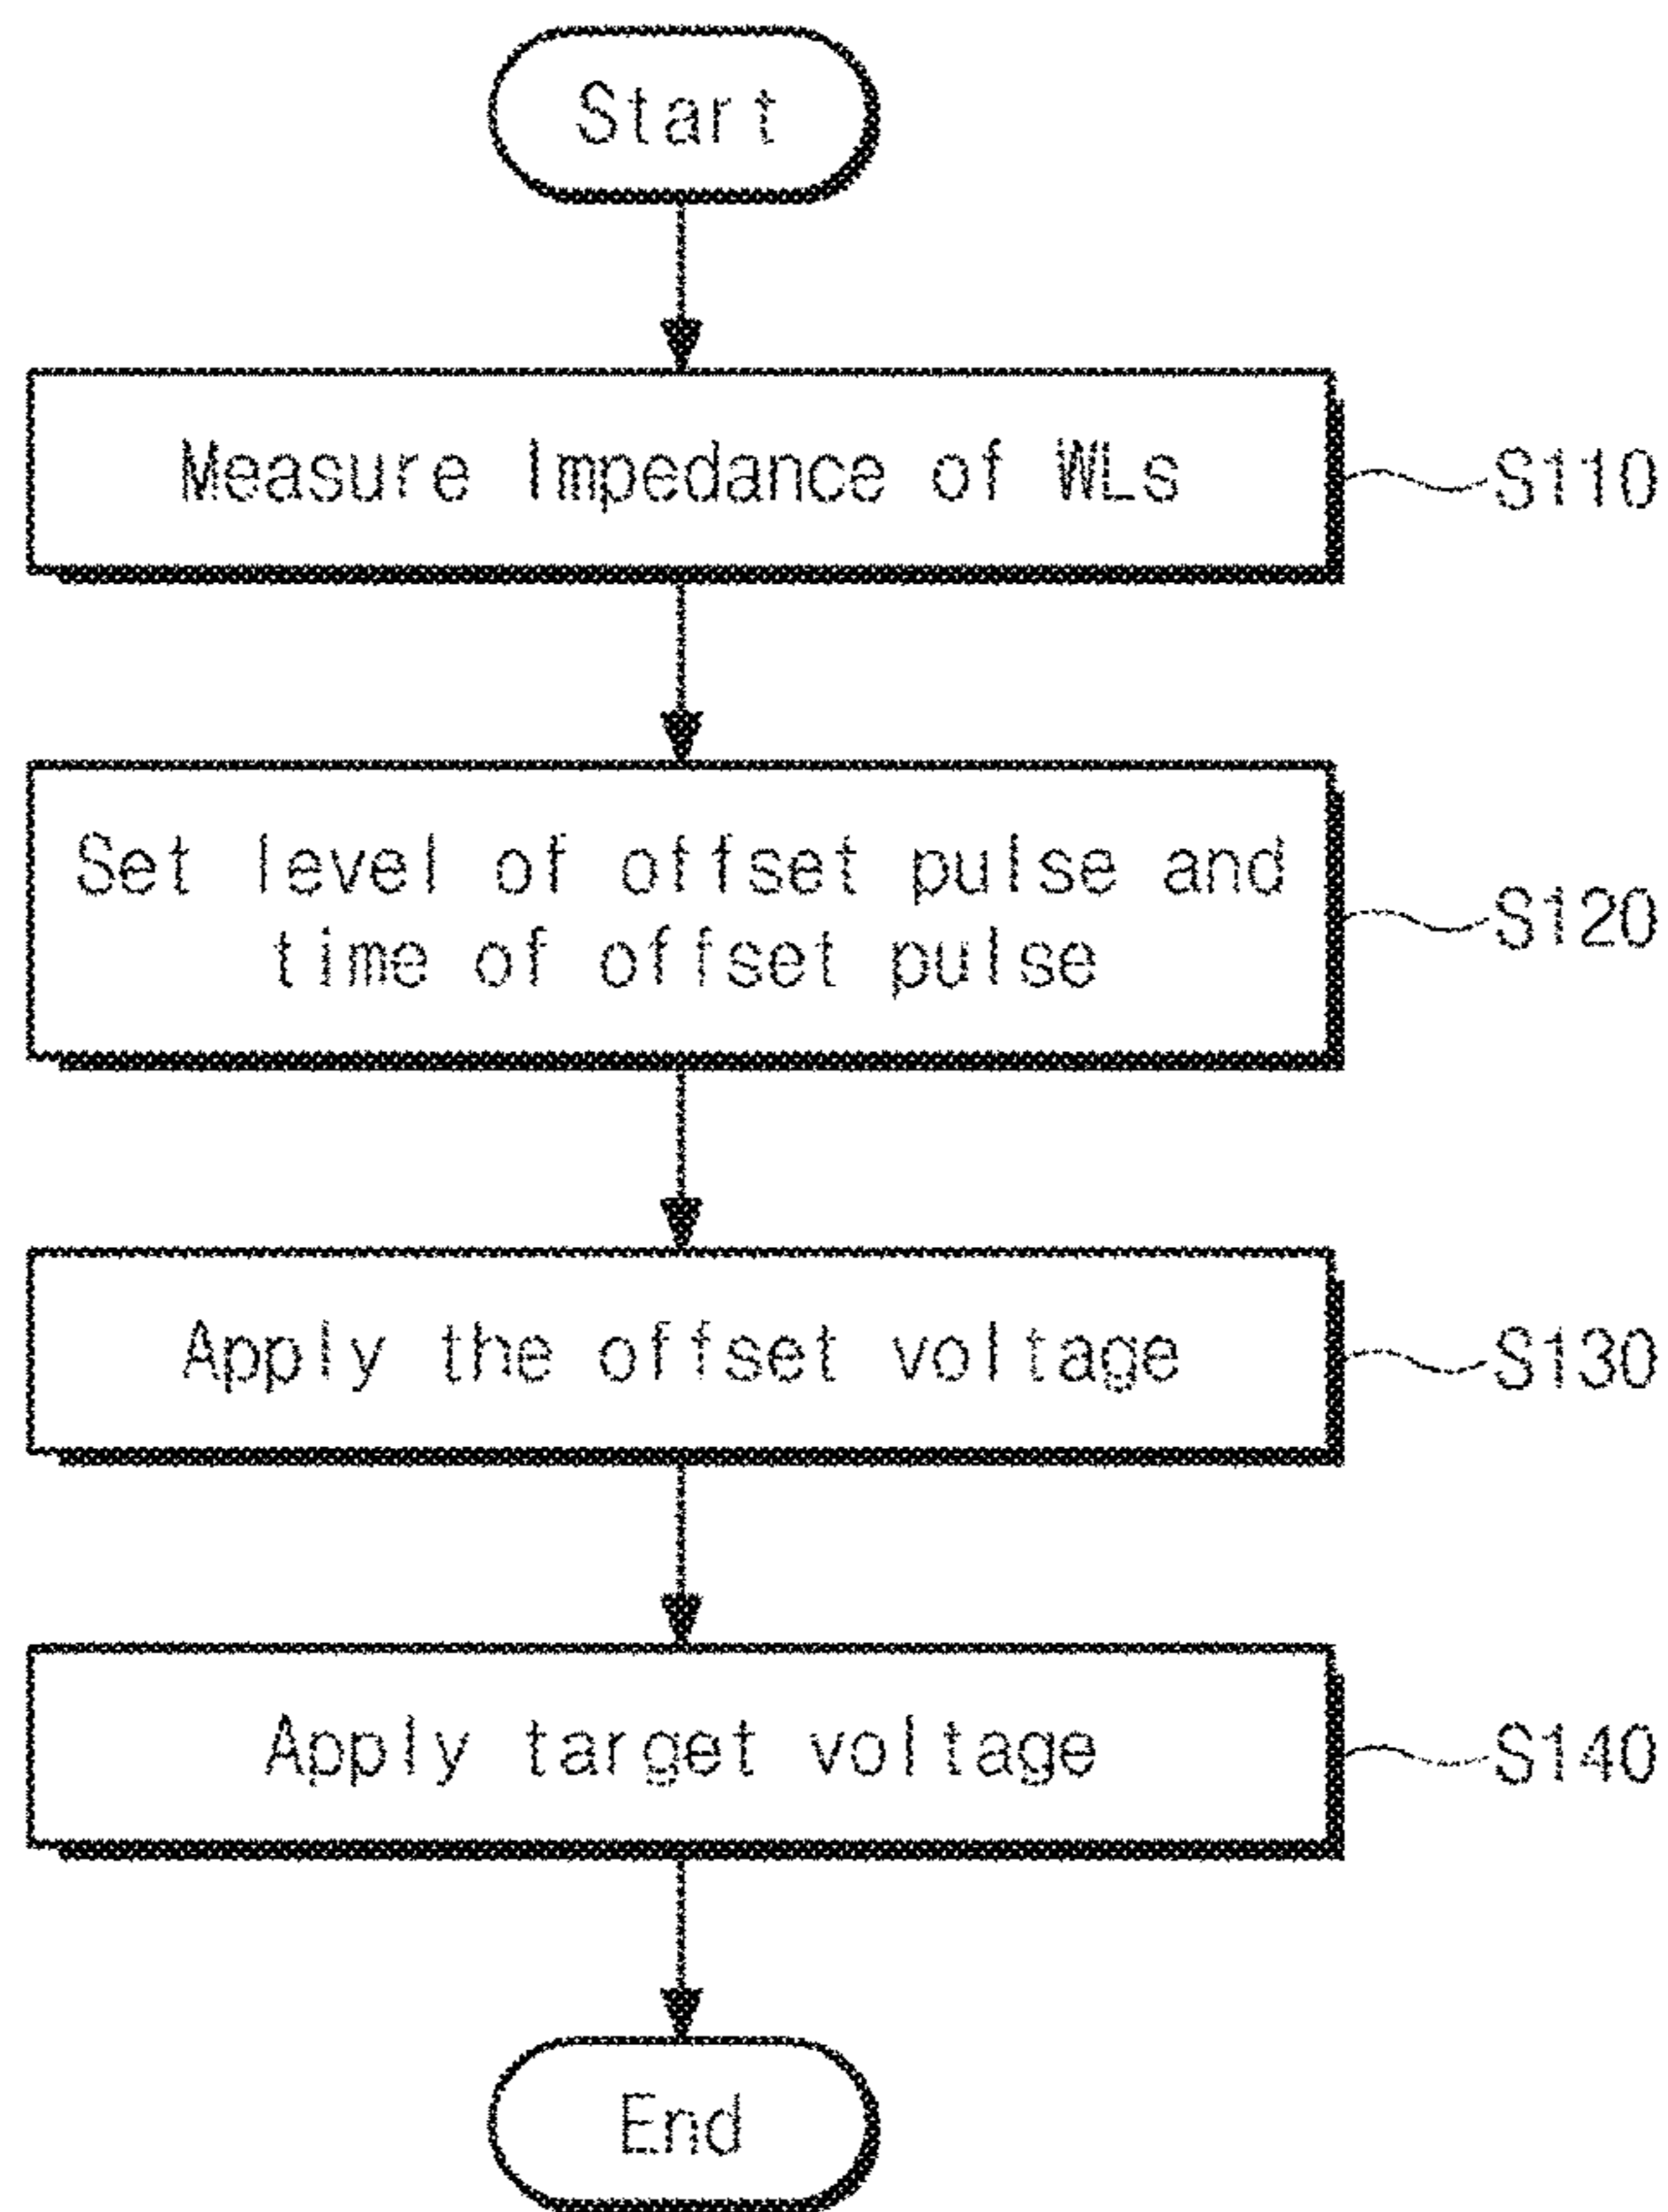 Start
Measure Impedance of WLs
S110
Set level of offset pulse and
time of offset pulse
S120
Apply the offset voltage
S130
Apply target voltage
S140
End